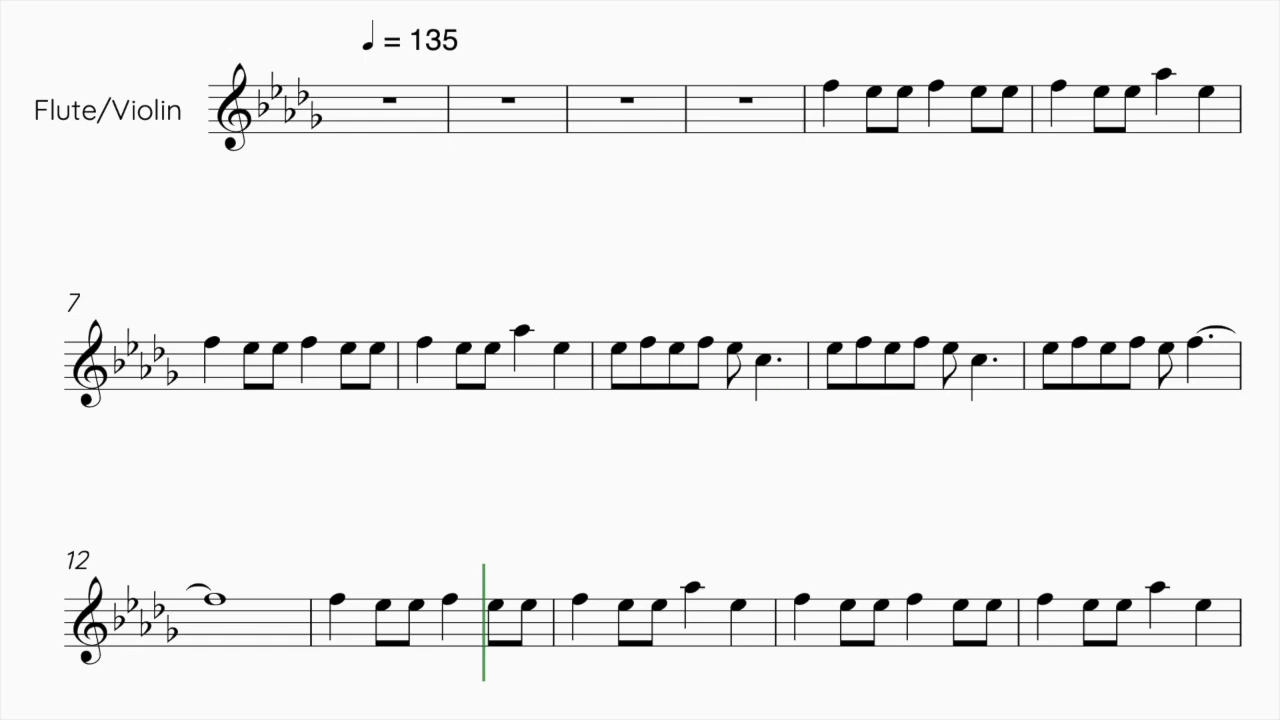 ♩ = 135
Flute/Violin
7
12